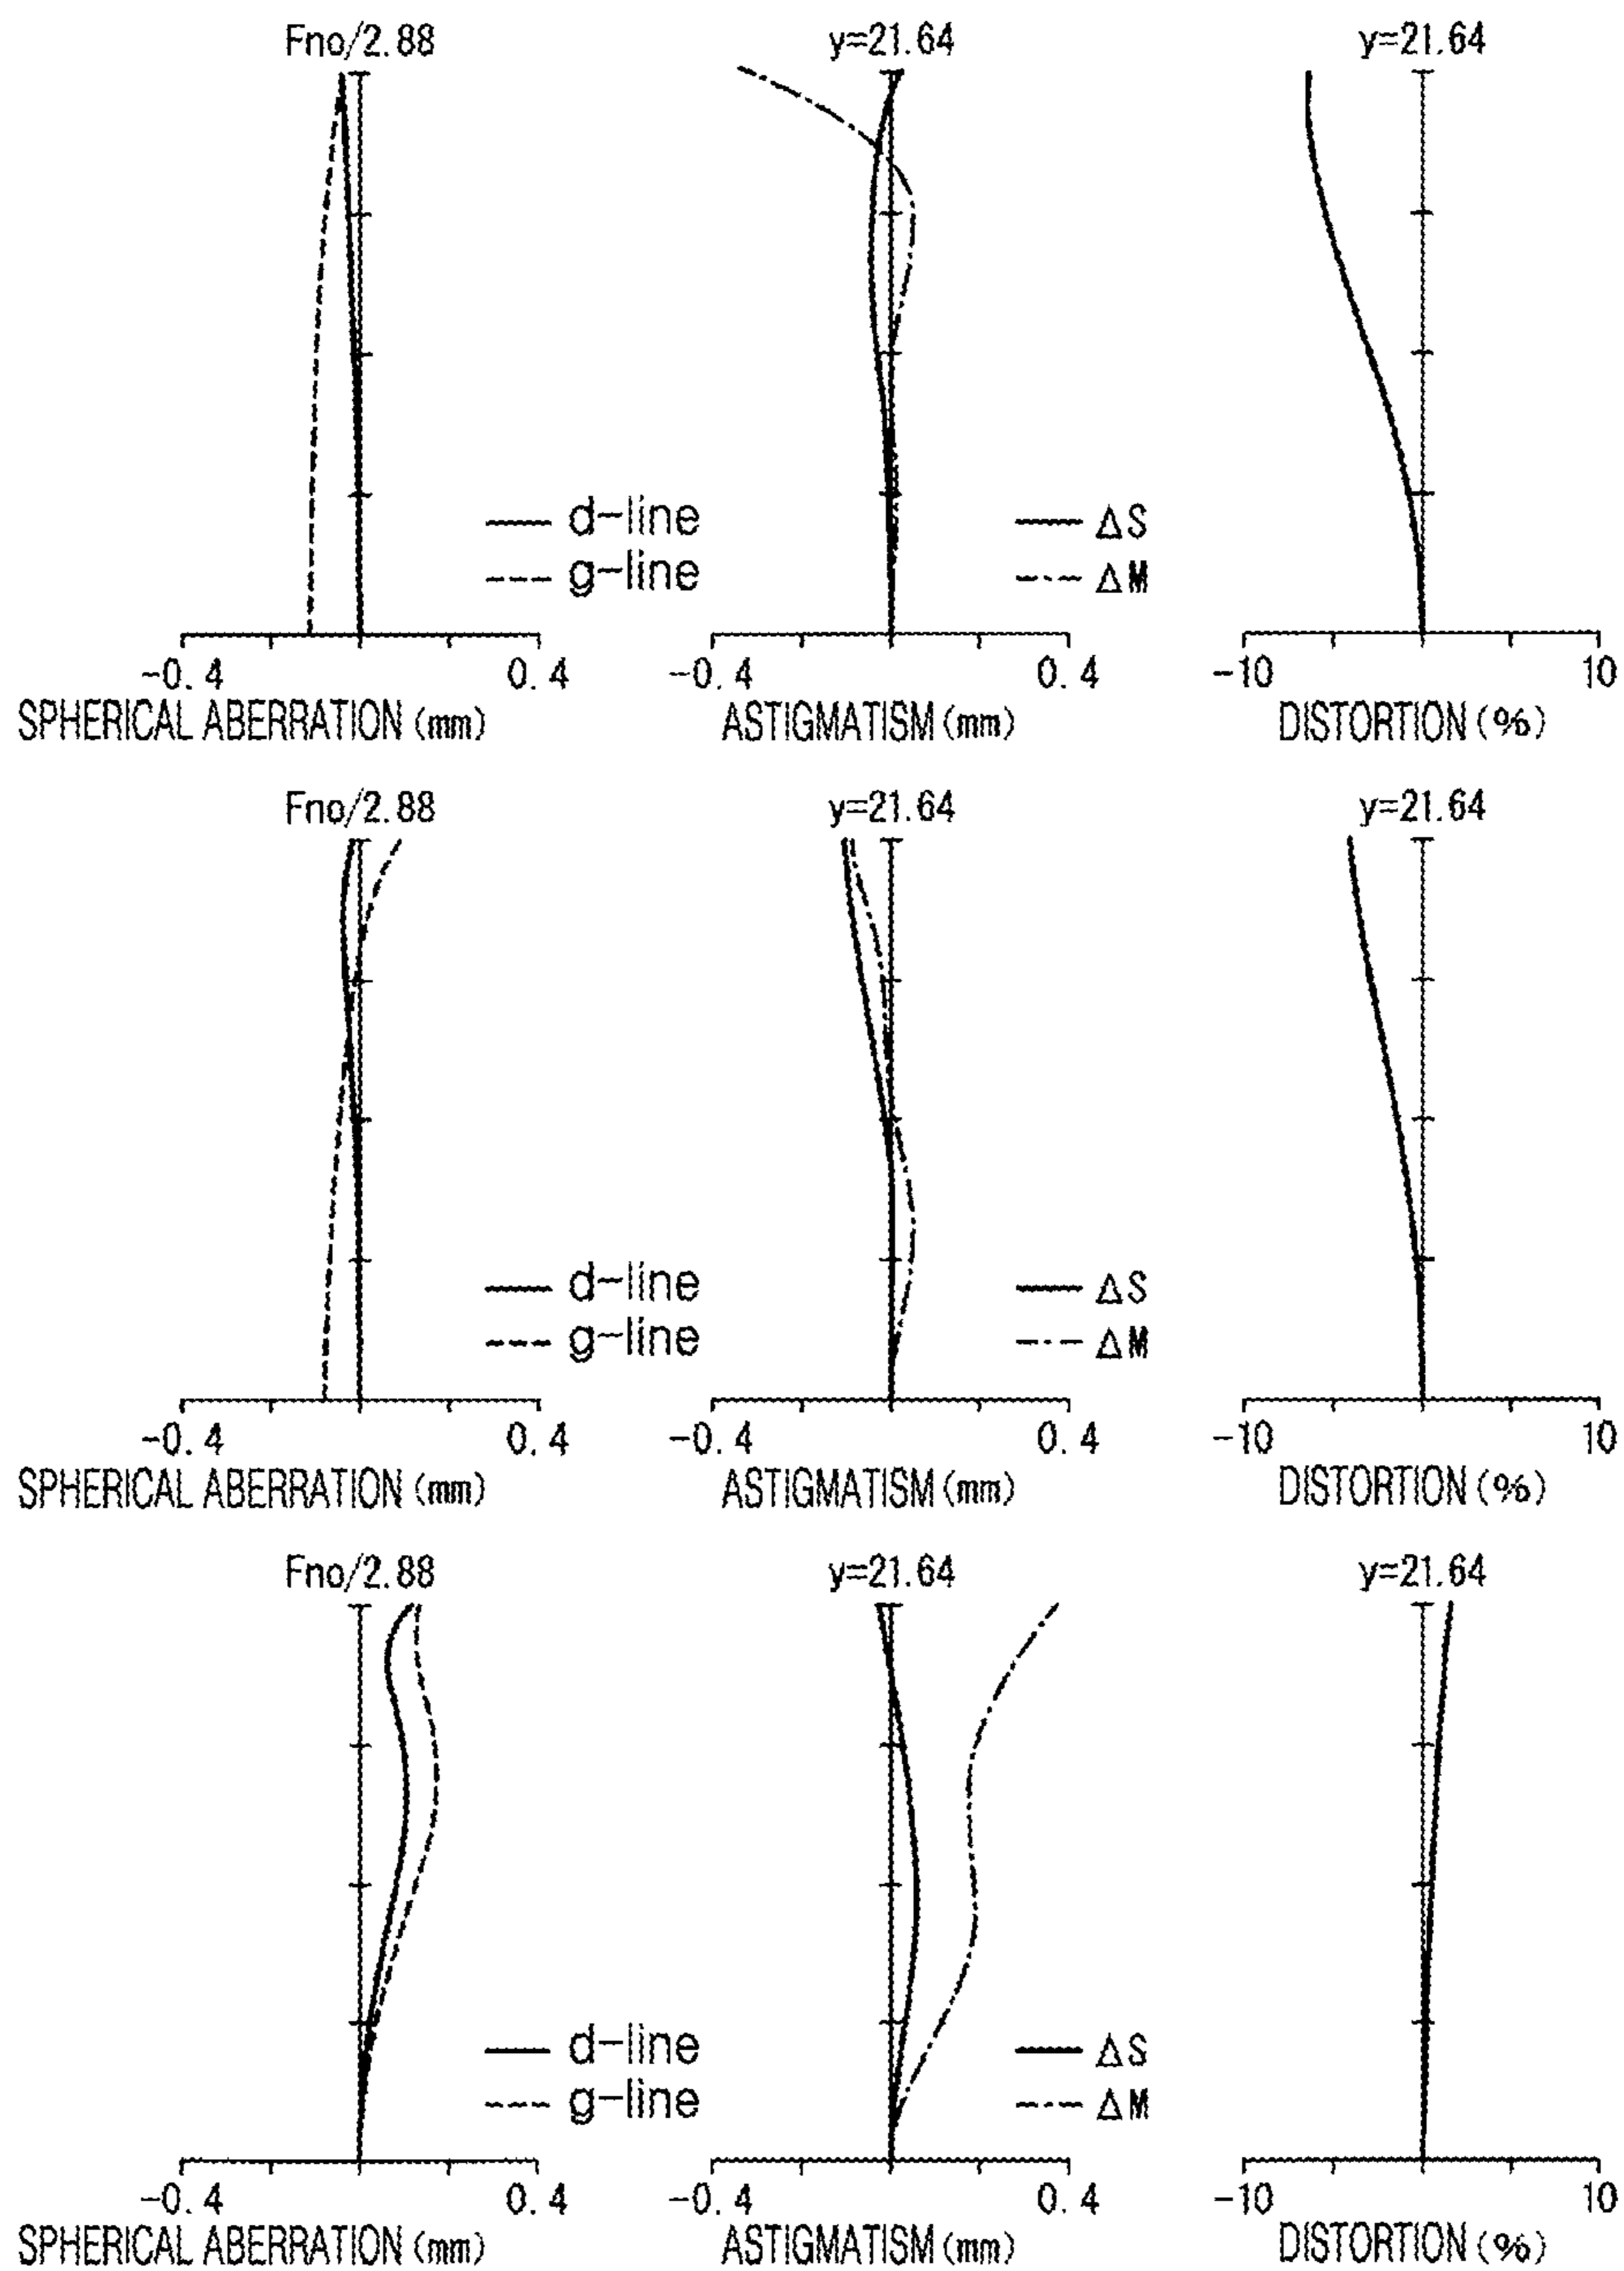 Fno/2.88 y=21.64 y=21.64
d-line ΔS
g-line ΔM
-0.4 0.4 -0.4 0.4 -10 10
SPHERICAL ABERRATION (mm) ASTIGMATISM (mm) DISTORTION (%)
Fno/2.88 y=21.64 y=21.64
d-line ΔS
g-line ΔM
-0.4 0.4 -0.4 0.4 -10 10
SPHERICAL ABERRATION (mm) ASTIGMATISM (mm) DISTORTION (%)
Fno/2.88 y=21.64 y=21.64
d-line ΔS
g-line ΔM
-0.4 0.4 -0.4 0.4 -10 10
SPHERICAL ABERRATION (mm) ASTIGMATISM (mm) DISTORTION (%)